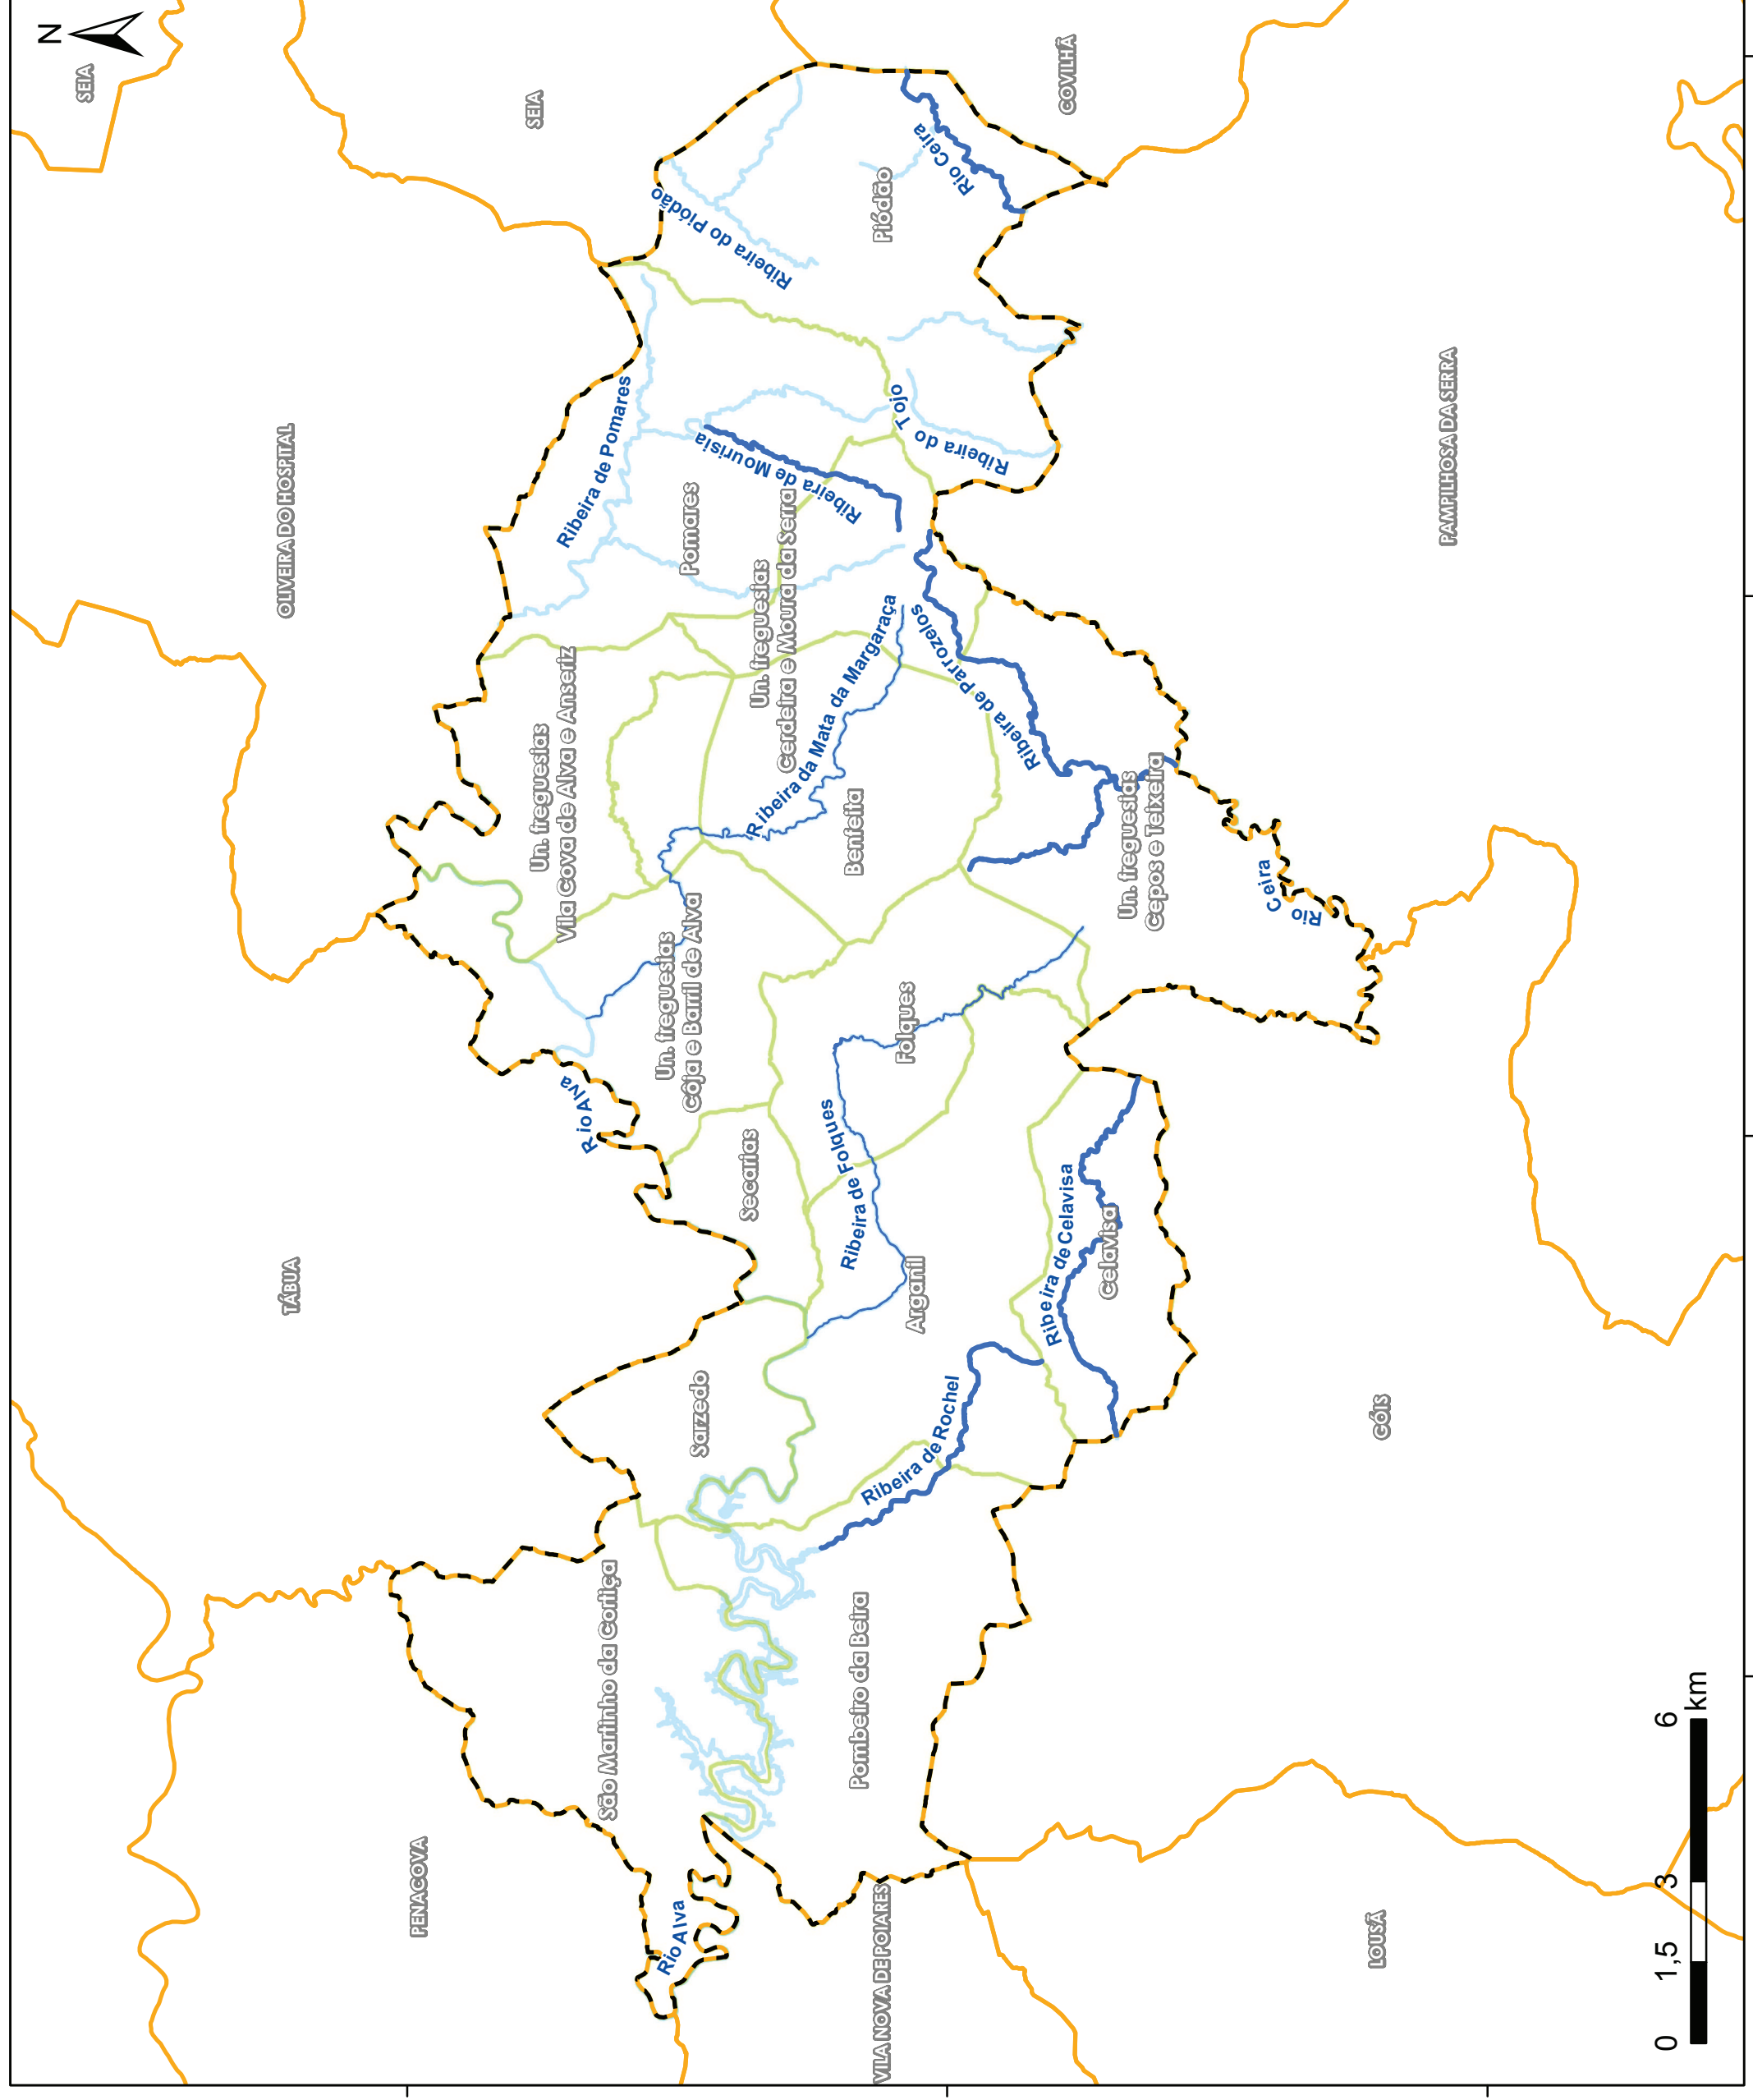 N
SEIA
SEIA
OLIVEIRA DO HOSPITAL
TÁBUA
PENACOVA
COVILHÃ
PAMPILHOSA DA SERRA
GÓIS
LOUSÃ
VILA NOVA DE POIARES
Ribeira do Piódão
Piódão
Rio Ceira
Ribeira de Pomares
Pomares
Ribeira de Mourisia
Ribeira do Tojo
Un. freguesias
Cerdeira e Moura da Serra
Un. freguesias
Vila Cova de Alva e Anseriz
Ribeira da Mata da Margaraça
Ribeira de Parrozelos
Benfeita
Un. freguesias
Côja e Barril de Alva
Un. freguesias
Cepos e Teixeira
Rio Ceira
Rio Alva
Secarias
Folques
Ribeira de Folques
Arganil
Ribeira de Celavisa
Celavisa
Sarzedo
Ribeira de Rochel
São Martinho da Cortiça
Pombeiro da Beira
Rio Alva
0 1,5 3 6
km